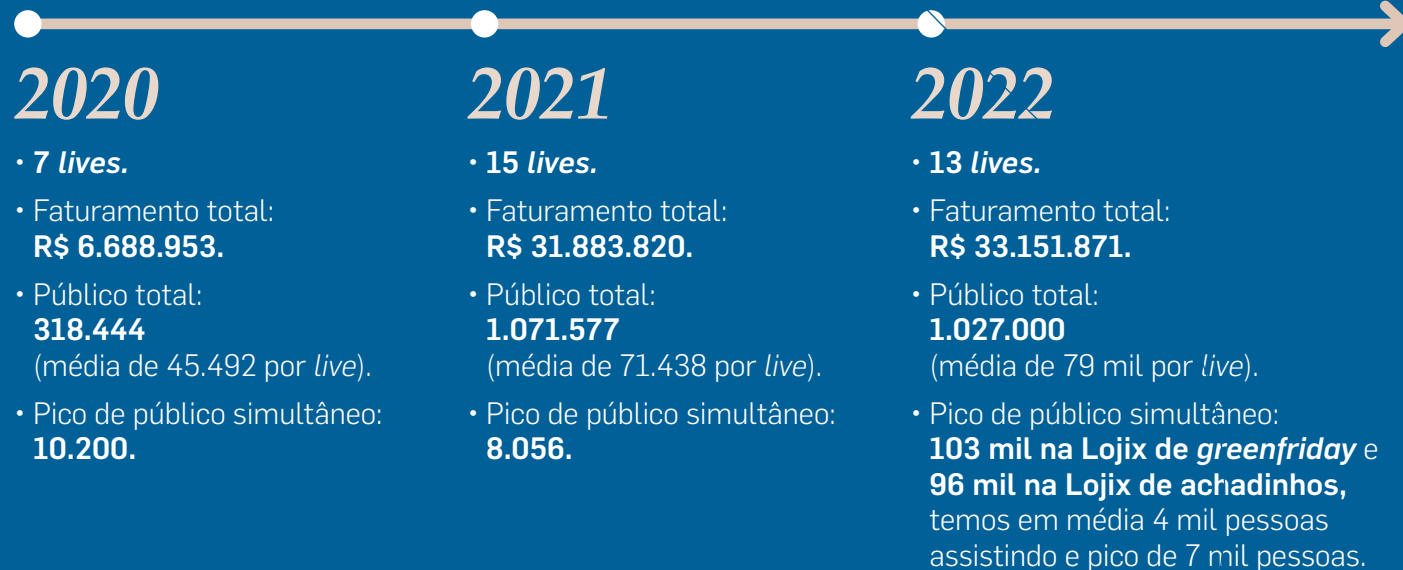 2020
• 7 lives.
• Faturamento total:
R$ 6.688.953.
• Público total:
318.444
(média de 45.492 por live).
• Pico de público simultâneo:
10.200.
2021
• 15 lives.
• Faturamento total:
R$ 31.883.820.
• Público total:
1.071.577
(média de 71.438 por live).
• Pico de público simultâneo:
8.056.
2022
• 13 lives.
• Faturamento total:
R$ 33.151.871.
• Público total:
1.027.000
(média de 79 mil por live).
• Pico de público simultâneo:
103 mil na Lojix de greenfriday e
96 mil na Lojix de achadinhos,
temos em média 4 mil pessoas
assistindo e pico de 7 mil pessoas.